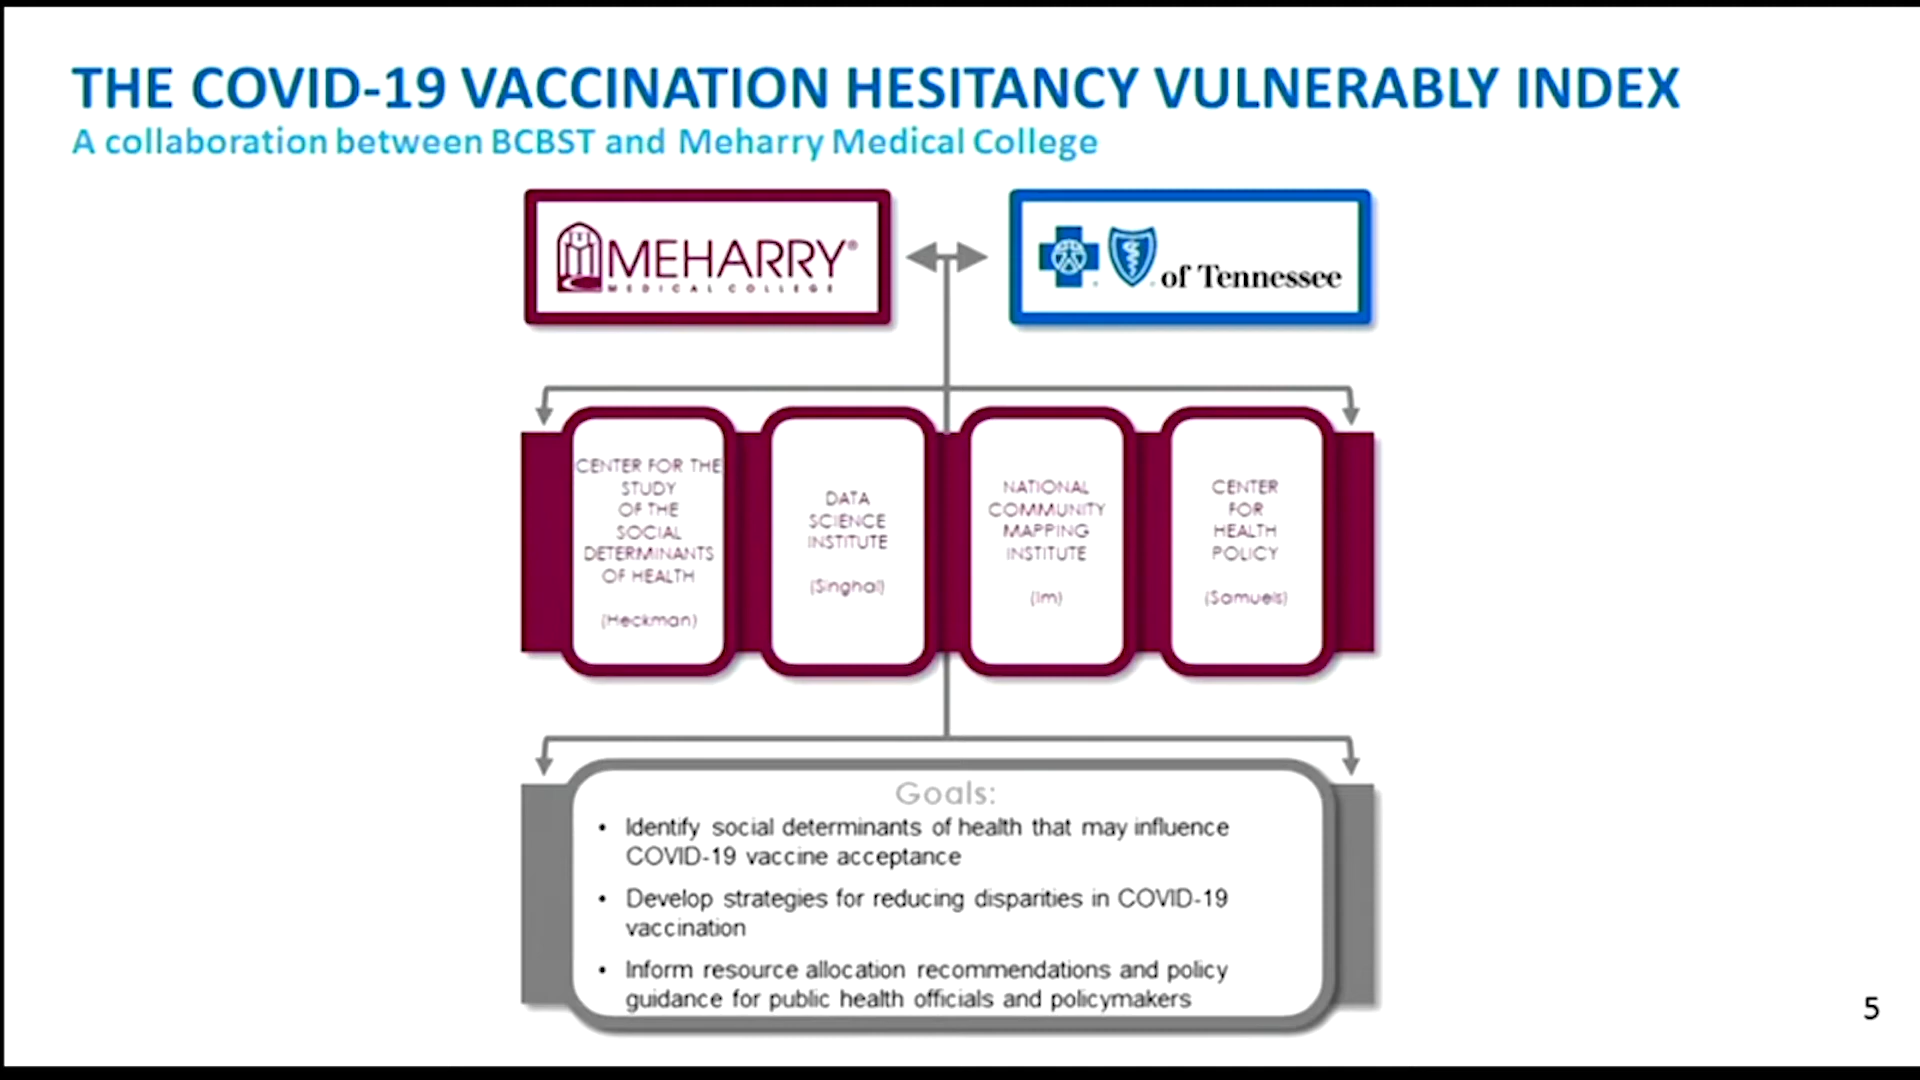 THE COVID-19 VACCINATION HESITANCY VULNERABLY INDEX
A collaboration between BCBST and Meharry Medical College
MEHARRY®
MEDICAL COLLEGE
of Tennessee
CENTER FOR THE
STUDY
OF THE
SOCIAL
DETERMINANTS
OF HEALTH
(Heckman)
DATA
SCIENCE
INSTITUTE
(Singhal)
NATIONAL
COMMUNITY
MAPPING
INSTITUTE
(Im)
CENTER
FOR
HEALTH
POLICY
(Samuels)
Goals:
• Identify social determinants of health that may influence
COVID-19 vaccine acceptance
• Develop strategies for reducing disparities in COVID-19
vaccination
• Inform resource allocation recommendations and policy
guidance for public health officials and policymakers
5